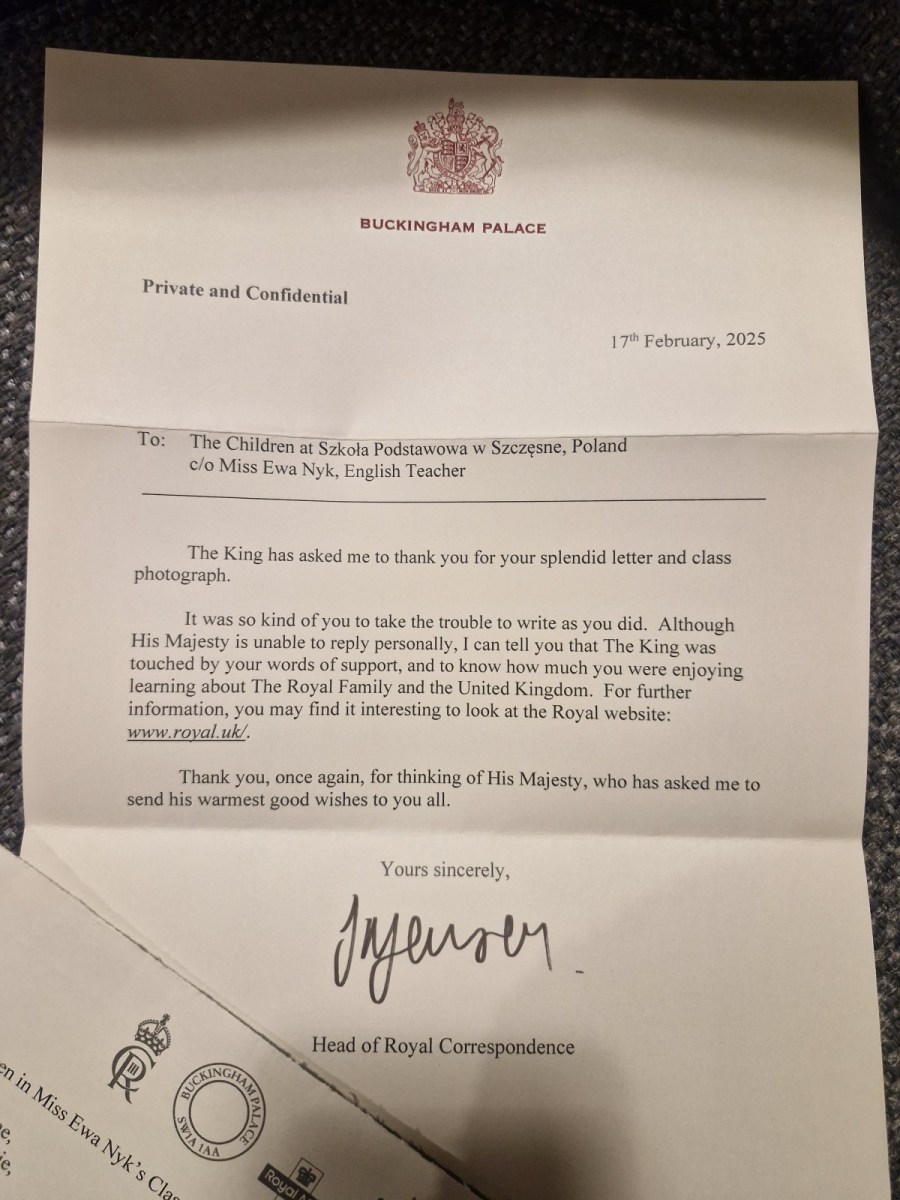 BUCKINGHAM PALACE
Private and Confidential
17th February, 2025
To: The Children at Szkoła Podstawowa w Szczęsne, Poland
c/o Miss Ewa Nyk, English Teacher
The King has asked me to thank you for your splendid letter and class
photograph.
It was so kind of you to take the trouble to write as you did. Although
His Majesty is unable to reply personally, I can tell you that The King was
touched by your words of support, and to know how much you were enjoying
learning about The Royal Family and the United Kingdom. For further
information, you may find it interesting to look at the Royal website:
www.royal.uk/.
Thank you, once again, for thinking of His Majesty, who has asked me to
send his warmest good wishes to you all.
Yours sincerely,
Head of Royal Correspondence
CIIIR
BUCKINGHAM PALACE
SW1A 1AA
en in Miss Ewa Nyk's Clas
Royal